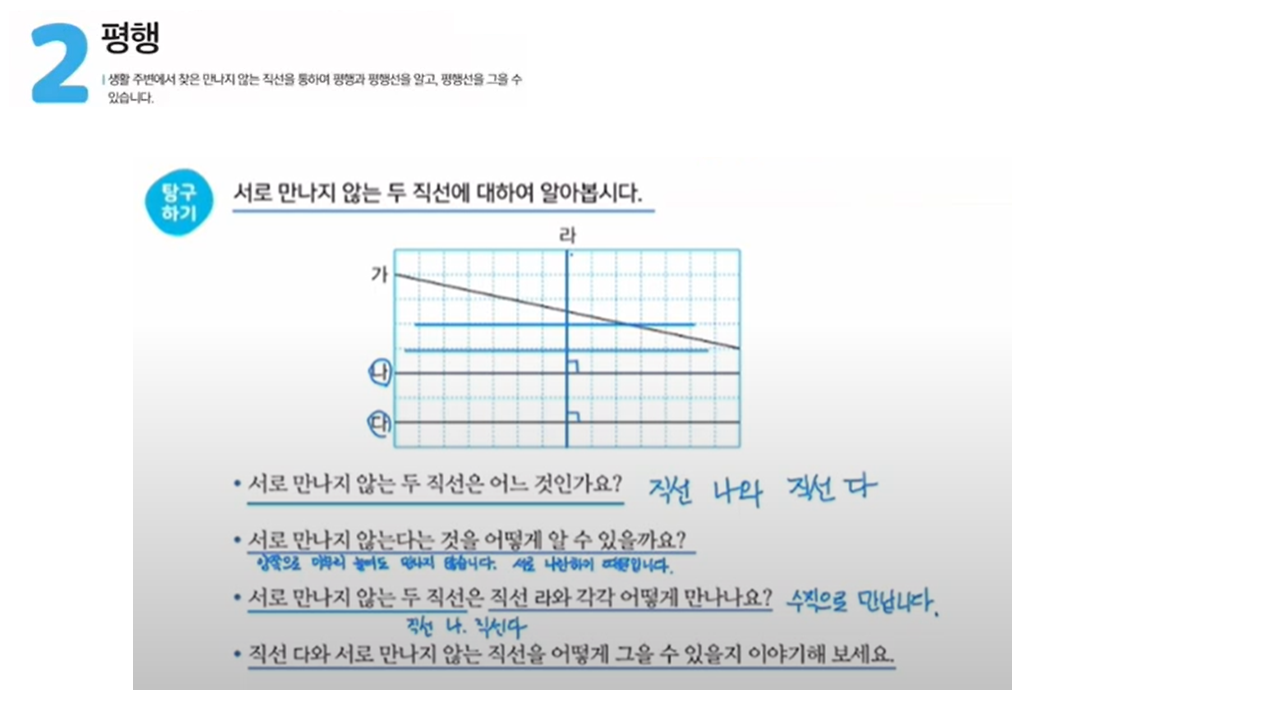 2 평행
생활 주변에서 찾은 만나지 않는 직선을 통하여 평행과 평행선을 알고, 평행선을 그을 수
있습니다.
탐구
하기
서로 만나지 않는 두 직선에 대하여 알아봅시다.
라
가
나
다
• 서로 만나지 않는 두 직선은 어느 것인가요? 직선 나와 직선 다
• 서로 만나지 않는다는 것을 어떻게 알 수 있을까요?
양쪽으로 아무리 늘여도 만나지 않습니다. 서로 나란하기 때문입니다.
• 서로 만나지 않는 두 직선은 직선 라와 각각 어떻게 만나나요? 수직으로 만납니다.
직선 나. 직선다
• 직선 다와 서로 만나지 않는 직선을 어떻게 그을 수 있을지 이야기해 보세요.